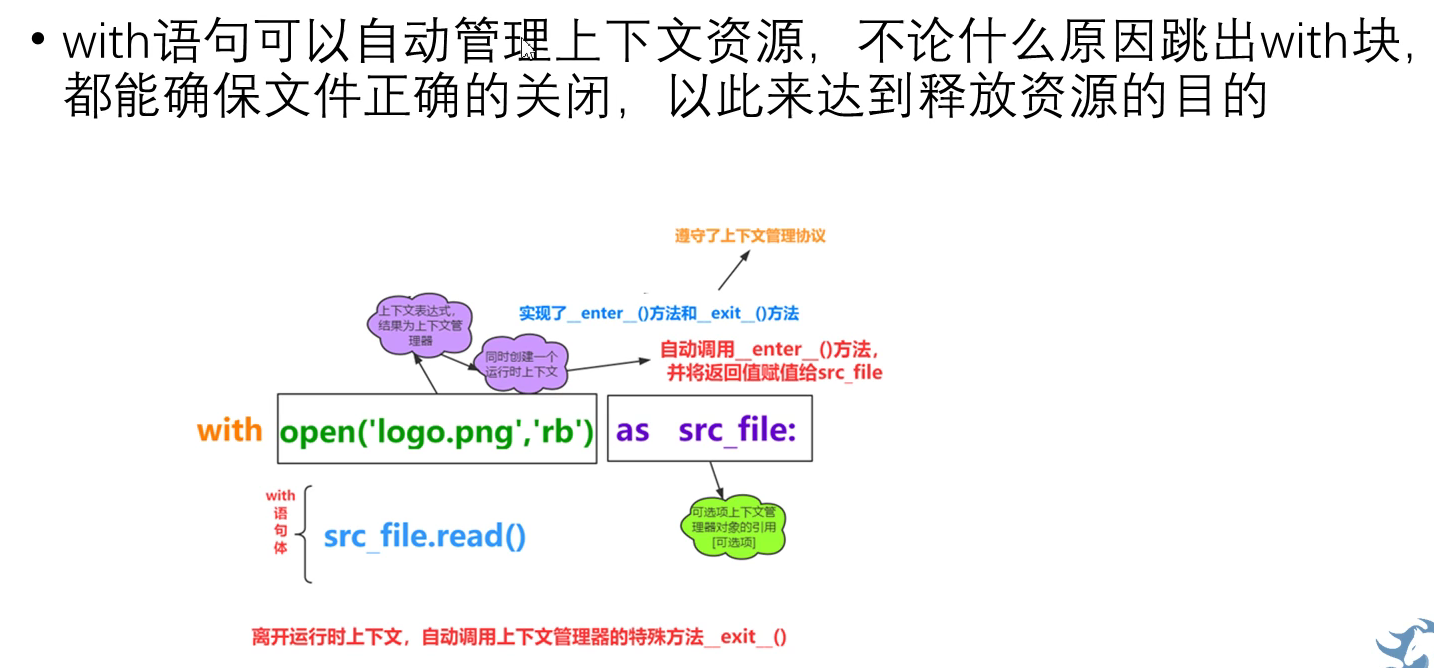 • with语句可以自动管理上下文资源，不论什么原因跳出with块，
都能确保文件正确的关闭，以此来达到释放资源的目的
遵守了上下文管理协议
实现了__enter__()方法和__exit__()方法
上下文表达式，
结果为上下文管
理器
同时创建一个
运行时上下文
自动调用__enter__()方法，
并将返回值赋值给src_file
with open('logo.png','rb') as src_file:
with
语
句
体
src_file.read()
可选项上下文管
理器对象的引用
[可选项]
离开运行时上下文，自动调用上下文管理器的特殊方法__exit__()